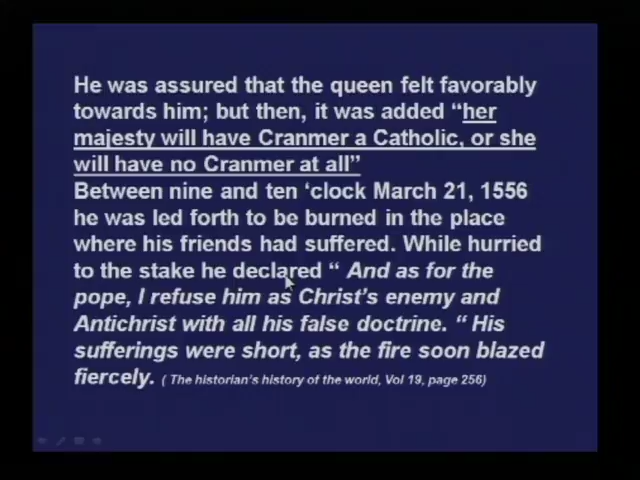 He was assured that the queen felt favorably
towards him; but then, it was added “her
majesty will have Cranmer a Catholic, or she
will have no Cranmer at all”
Between nine and ten ‘clock March 21, 1556
he was led forth to be burned in the place
where his friends had suffered. While hurried
to the stake he declared “ And as for the
pope, I refuse him as Christ’s enemy and
Antichrist with all his false doctrine. “ His
sufferings were short, as the fire soon blazed
fiercely. ( The historian’s history of the world, Vol 19, page 256)